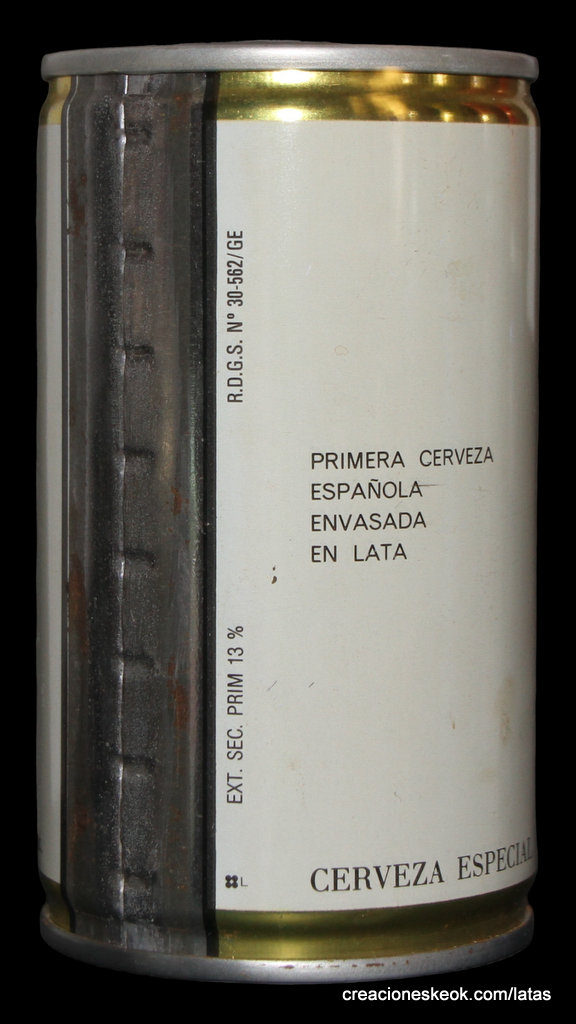 R.D.G.S. Nº 30-562/GE
PRIMERA CERVEZA
ESPAÑOLA
ENVASADA
EN LATA
EXT. SEC. PRIM 13 %
L
CERVEZA ESPECIAL
creacioneskeok.com/latas